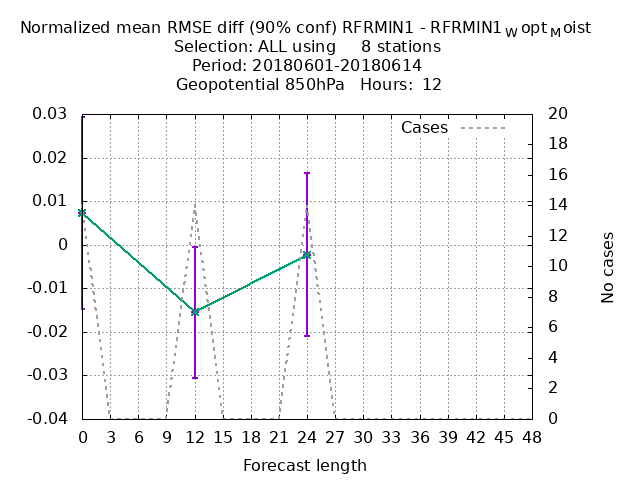 Normalized mean RMSE diff (90% conf) RFRMIN1 - RFRMIN1WoptMoist
Selection: ALL using 8 stations
Period: 20180601-20180614
Geopotential 850hPa Hours: 12
Cases
0.03
0.02
0.01
0
-0.01
-0.02
-0.03
-0.04
20
18
16
14
12
10
8
6
4
2
0
No cases
0 3 6 9 12 15 18 21 24 27 30 33 36 39 42 45 48
Forecast length